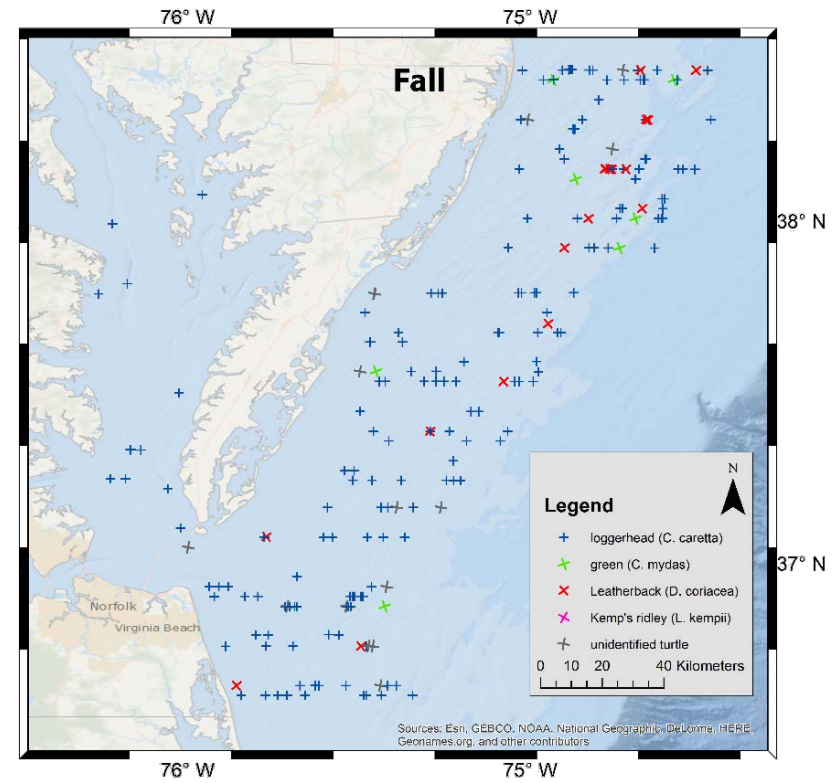 76° W 75° W
Fall
38° N
N
Legend
loggerhead (C. caretta)
green (C. mydas)
37° N
Leatherback (D. coriacea)
Kemp's ridley (L. kempii)
Norfolk
unidentified turtle
Virginia Beach
0 10 20 40 Kilometers
Sources: Esri, GEBCO, NOAA, National Geographic, DeLorme, HERE,
Geonames.org, and other contributors
76° W 75° W